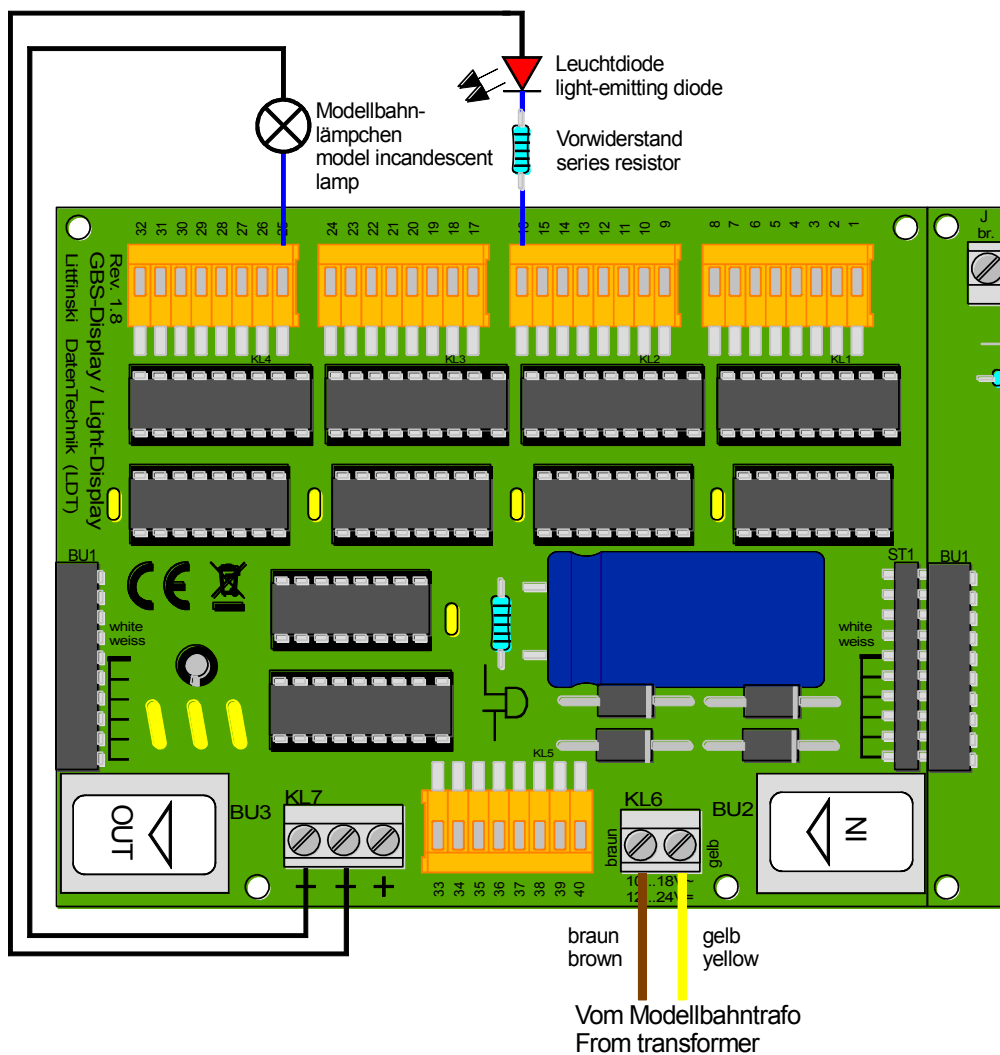 Leuchtdiode
light-emitting diode
Modellbahn-
lämpchen
model incandescent
lamp
Vorwiderstand
series resistor
32 31 30 29 28 27 26 25
24 23 22 21 20 19 18 17
16 15 14 13 12 11 10 9
8 7 6 5 4 3 2 1
J
br.
Rev. 1.8
GBS-Display / Light-Display
Littfinski DatenTechnik (LDT)
KL4
KL3
KL2
KL1
BU1
CE
ST1
BU1
white
weiss
white
weiss
KL5
OUT
BU3
KL7
+ + +
33 34 35 36 37 38 39 40
KL6
braun
gelb
BU2
IN
10...18V~
12...24V=
braun
brown
gelb
yellow
Vom Modellbahntrafo
From transformer